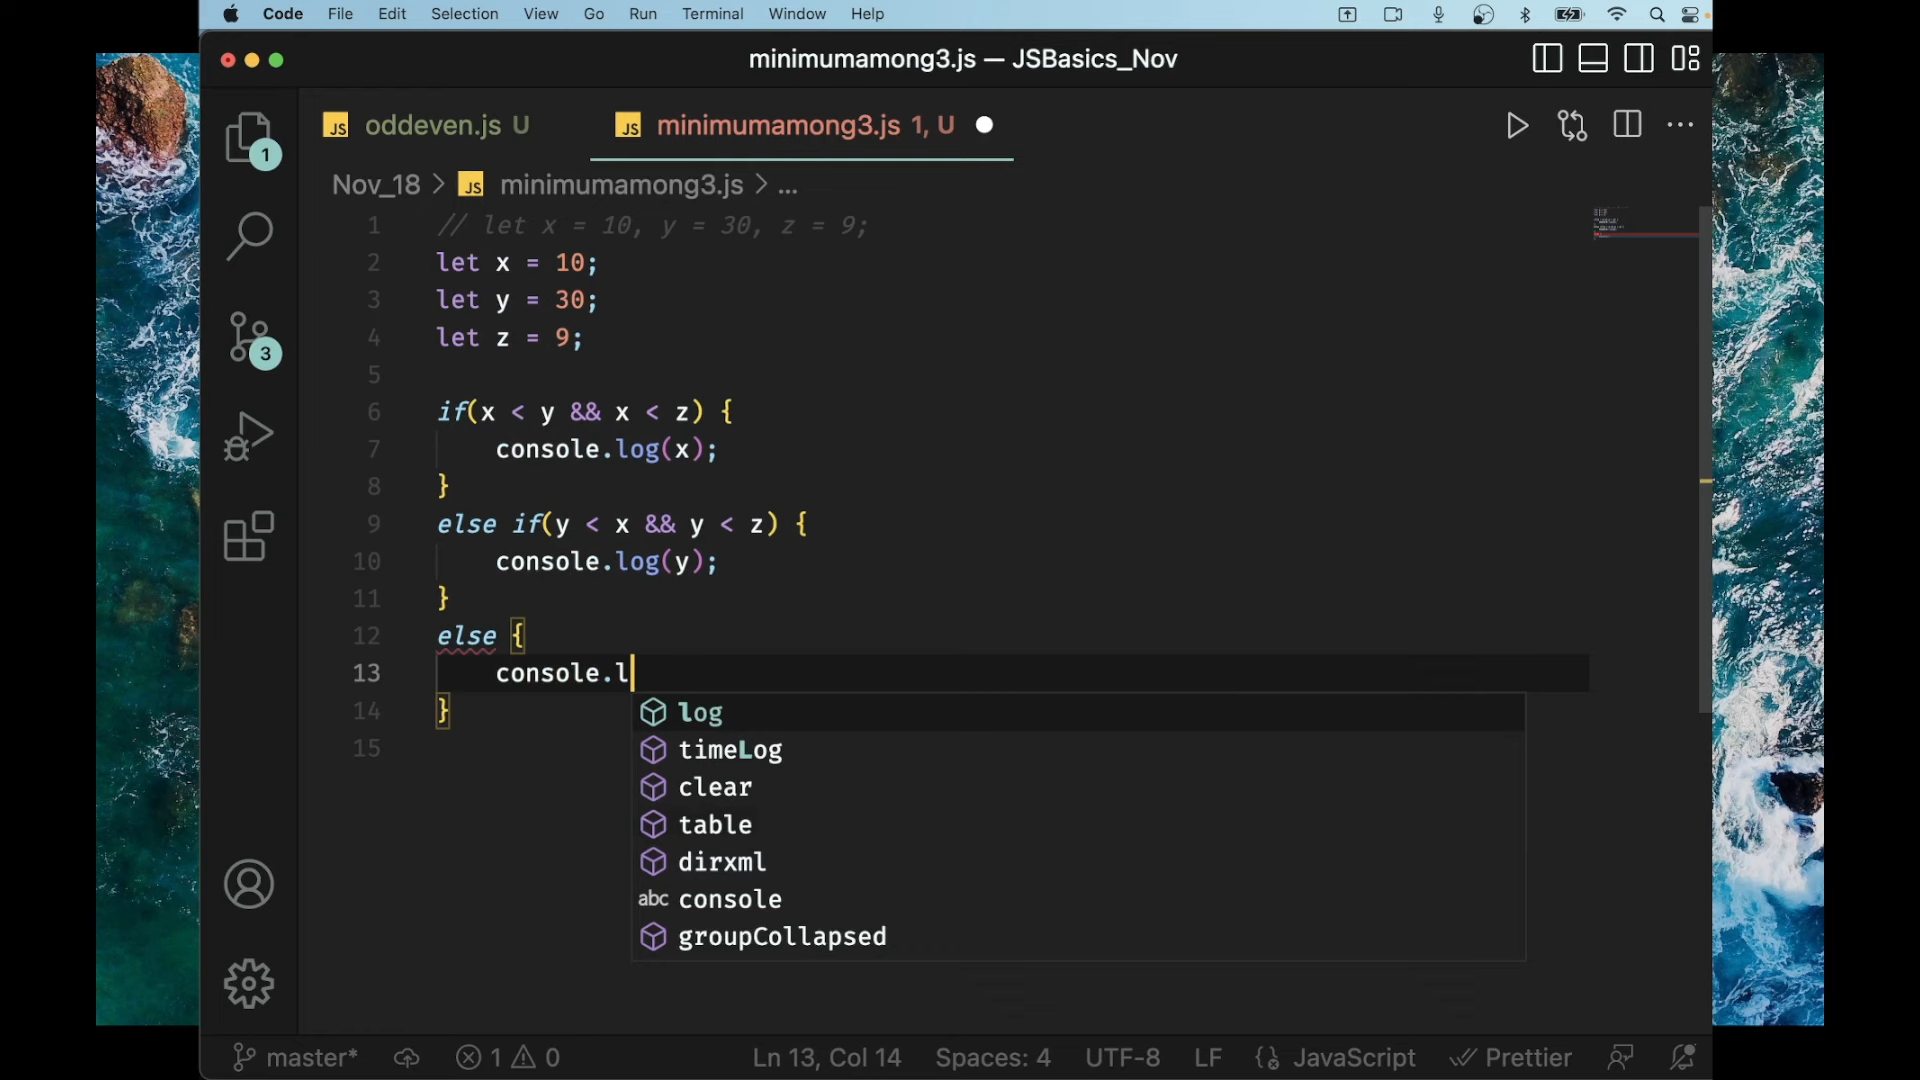 Code File Edit Selection View Go Run Terminal Window Help
minimumamong3.js — JSBasics_Nov
JS oddeven.js U JS minimumamong3.js 1, U
Nov_18 > JS minimumamong3.js > ...
1 // let x = 10, y = 30, z = 9;
2 let x = 10;
3 let y = 30;
4 let z = 9;
5
6 if(x < y && x < z) {
7 console.log(x);
8 }
9 else if(y < x && y < z) {
10 console.log(y);
11 }
12 else {
13 console.l
14 }
15
log
timeLog
clear
table
dirxml
abc console
groupCollapsed
1
3
master* 1 0 Ln 13, Col 14 Spaces: 4 UTF-8 LF {} JavaScript Prettier